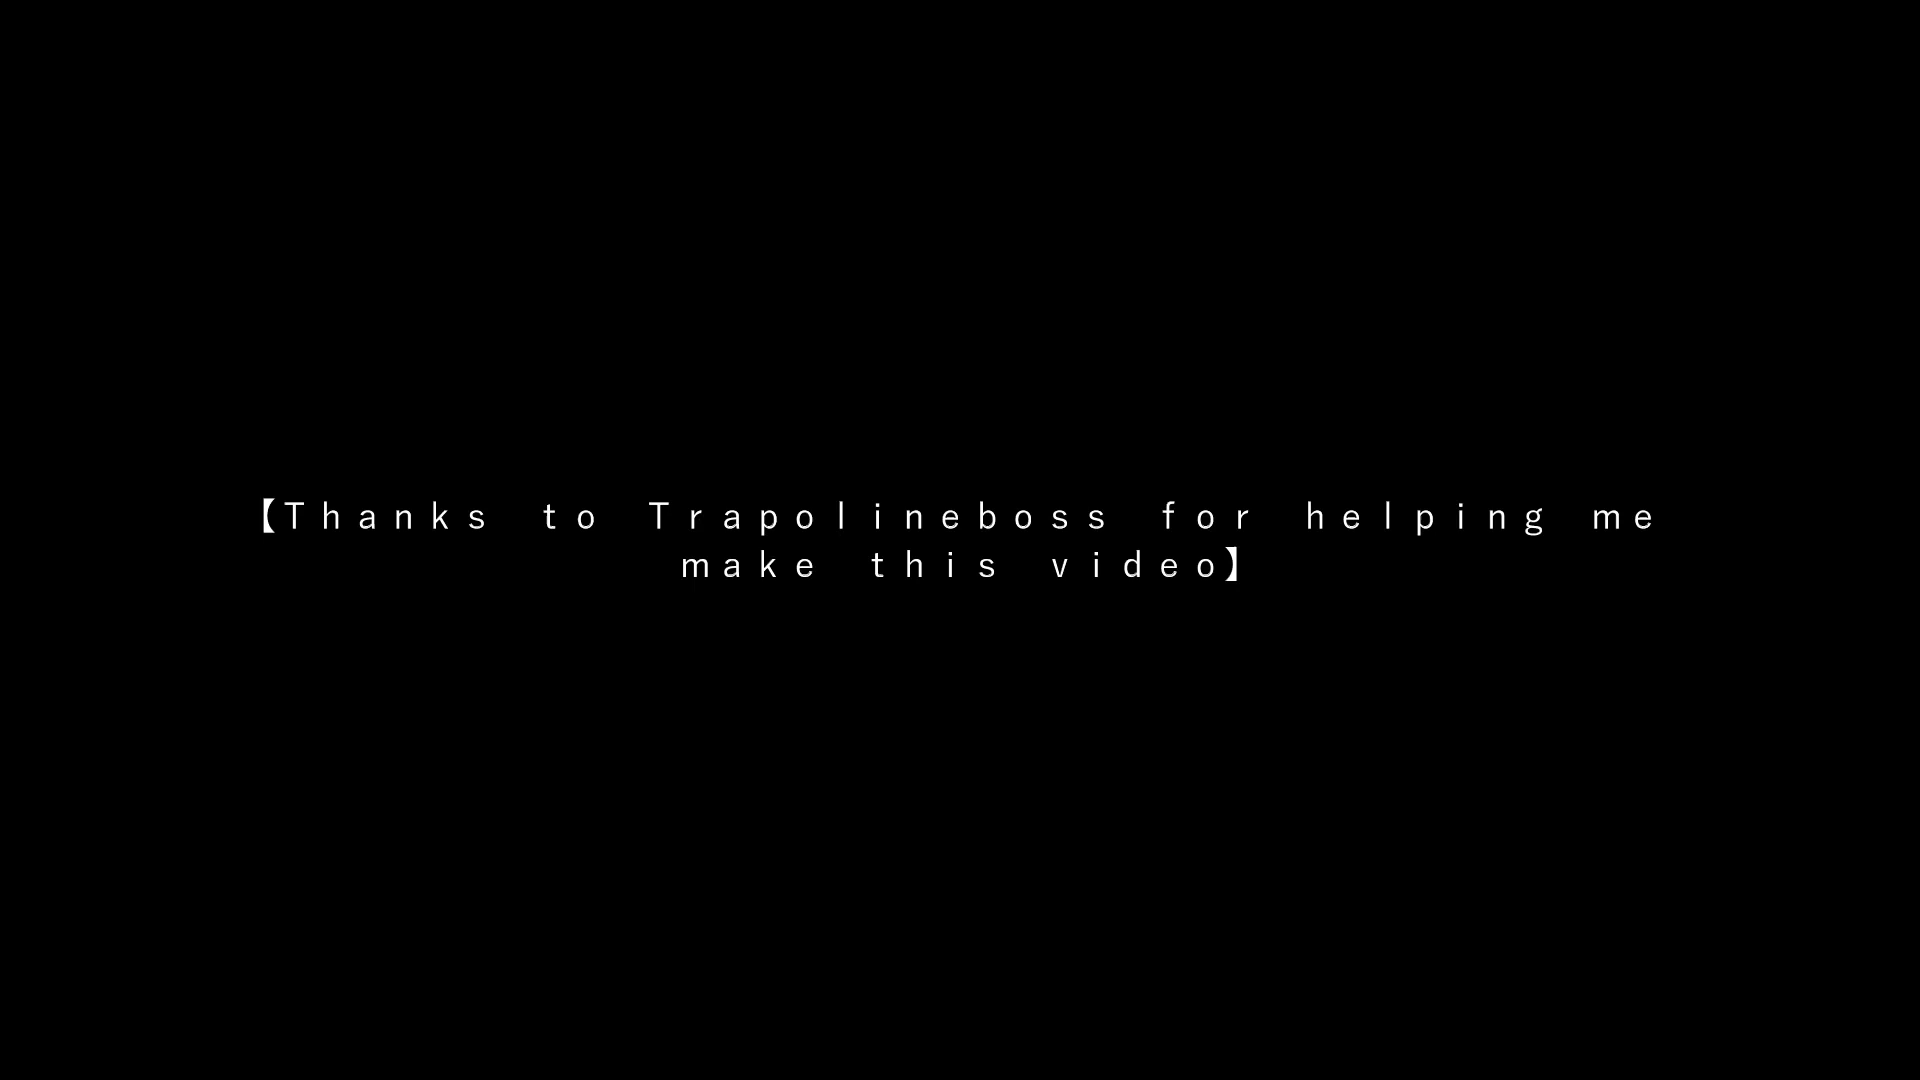 【Ｔｈａｎｋｓ　ｔｏ　Ｔｒａｐｏｌｉｎｅｂｏｓｓ　ｆｏｒ　ｈｅｌｐｉｎｇ　ｍｅ
ｍａｋｅ　ｔｈｉｓ　ｖｉｄｅｏ】